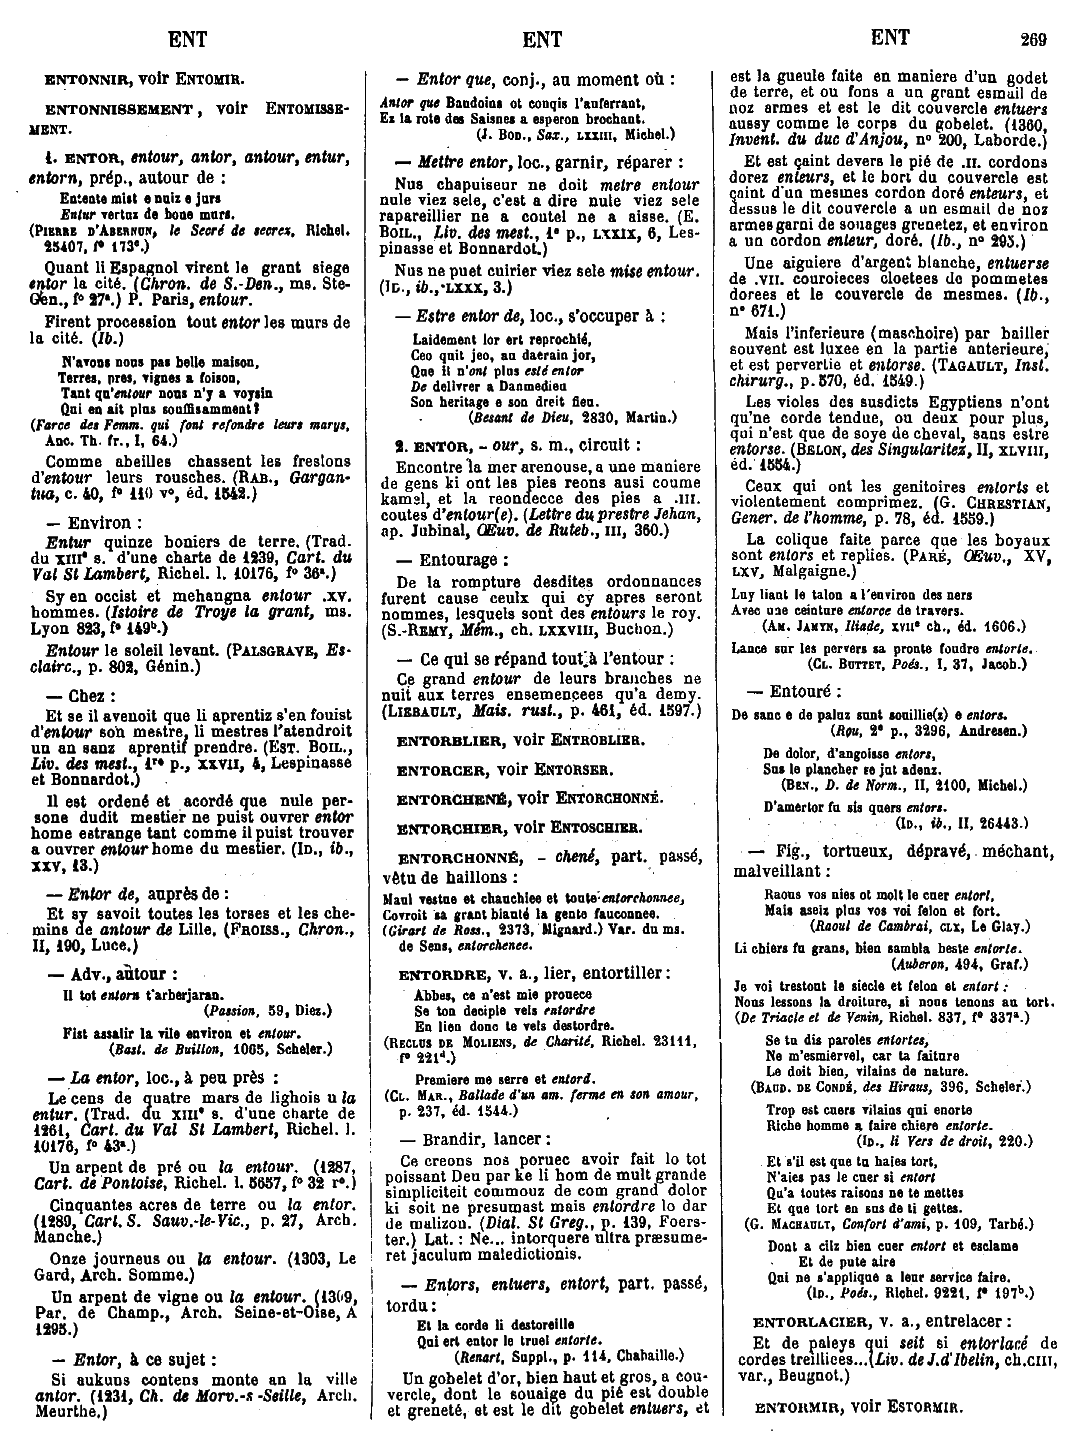 ENT
ENT
ENT
269
ENTONNIR, voir ENTOMIR.
ENTONNISSEMENT, voir ENTOMISSE-
MENT.
1. ENTOR, entour, antor, antour, entur,
entorn, prép., autour de :
Entente mist e nuiz e jurs
Entur vertuz de bone murs.
(PIERRE D'ABERNUN, le Secré de secrez, Richel.
25407, fº 173ᵉ.)
Quant li Espagnol virent le grant siege
entor la cité. (Chron. de S.-Den., ms. Ste-
Gen., fº 27ᵃ.) P. Paris, entour.
Firent procession tout entor les murs de
la cité. (Ib.)
N'avons nous pas belle maison,
Terres, pres, vignes a foison,
Tant qu'entour nous n'y a voysin
Qui en ait plus souffisamment?
(Farce des Femm. qui font refondre leurs marys,
Anc. Th. fr., I, 64.)
Comme abeilles chassent les freslons
d'entour leurs rousches. (RAB., Gargan-
tua, c. 40, fº 110 vº, éd. 1542.)
— Environ :
Entur quinze boniers de terre. (Trad.
du XIIIᵉ s. d'une charte de 1239, Cart. du
Val St Lambert, Richel. l. 10176, fº 36ᵃ.)
Sy en occist et mehangna entour .xv.
hommes. (Istoire de Troye la grant, ms.
Lyon 823, fº 149ᵇ.)
Entour le soleil levant. (PALSGRAVE, Es-
clairc., p. 802, Génin.)
— Chez :
Et se il avenoit que li aprentiz s'en fouist
d'entour son mestre, li mestres l'atendroit
un an sanz aprentif prendre. (EST. BOIL.,
Liv. des mest., 1ʳᵉ p., XXVII, 4, Lespinasse
et Bonnardot.)
Il est ordené et acordé que nule per-
sone dudit mestier ne puist ouvrer entor
home estrange tant comme il puist trouver
a ouvrer entour home du mestier. (ID., ib.,
XXV, 13.)
— Entor de, auprès de :
Et sy savoit toutes les torses et les che-
mins de antour de Lille. (FROISS., Chron.,
II, 190, Luce.)
— Adv., autour :
Il tot entorn t'arberjaran.
(Passion, 59, Diez.)
Fist assalir la vile environ et entour.
(Bast. de Buillon, 1005, Scheler.)
— La entor, loc., à peu près :
Le cens de quatre mars de lighois u la
entur. (Trad. du XIIIᵉ s. d'une charte de
1261, Cart. du Val St Lambert, Richel. l.
10176, fº 43ᵃ.)
Un arpent de pré ou la entour. (1287,
Cart. de Pontoise, Richel. l. 5657, fº 32 rº.)
Cinquantes acres de terre ou la entor.
(1289, Cart. S. Sauv.-le-Vic., p. 27, Arch.
Manche.)
Onze journeus ou la entour. (1303, Le
Gard, Arch. Somme.)
Un arpent de vigne ou la entour. (1309,
Par. de Champ., Arch. Seine-et-Oise, A
1295.)
— Entor, à ce sujet :
Si aukuns contens monte an la ville
antor. (1231, Ch. de Morv.-s-Seille, Arch.
Meurthe.)
— Entor que, conj., au moment où :
Antor que Baudoins ot conqis l'auferrant,
Ez la rote des Saisnes a esperon brochant.
(J. BOD., Sax., LXXIII, Michel.)
— Mettre entor, loc., garnir, réparer :
Nus chapuiseur ne doit metre entour
nule viez sele, c'est a dire nule viez sele
rapareillier ne a coutel ne a aisse. (E.
BOIL., Liv. des mest., 1ᵉ p., LXXIX, 6, Les-
pinasse et Bonnardot.)
Nus ne puet cuirier viez sele mise entour.
(ID., ib., LXXX, 3.)
— Estre entor de, loc., s'occuper à :
Laidement lor ert reprochié,
Ceo quit jeo, au daerain jor,
Que il n'ont plus esté entor
De delivrer a Damnedieu
Son heritage e son dreit fieu.
(Besant de Dieu, 2830, Martin.)
2. ENTOR, - our, s. m., circuit :
Encontre la mer arenouse, a une maniere
de gens ki ont les pies reons ausi coume
kamel, et la reondecce des pies a .III.
coutes d'entour(e). (Lettre du prestre Jehan,
ap. Jubinal, Œuv. de Ruteb., III, 360.)
— Entourage :
De la rompture desdites ordonnances
furent cause ceulx qui cy apres seront
nommes, lesquels sont des entours le roy.
(S.-REMY, Mém., ch. LXXVIII, Buchon.)
— Ce qui se répand tout à l'entour :
Ce grand entour de leurs branches ne
nuit aux terres ensemencees qu'a demy.
(LIEBAULT, Mais. rust., p. 461, éd. 1597.)
ENTORBLIER, voir ENTROBLIER.
ENTORCER, voir ENTORSER.
ENTORCHENÉ, voir ENTORCHONNÉ.
ENTORCHIER, voir ENTOSCHIER.
ENTORCHONNÉ, - chené, part. passé,
vêtu de haillons :
Maul vestue et chauchiee et toute entorchonnee,
Covroit sa grant biauté la gente fauconnee.
(Girart de Ross., 2373, Mignard.) Var. du ms.
de Sens, entorchenee.
ENTORDRE, v. a., lier, entortiller :
Abbes, ce n'est mie prouece
Se ton deciple vels entordre
En lien donc te vels destordre.
(RECLUS DE MOLIENS, de Charité, Richel. 23111,
fº 221ᵈ.)
Premiere me serre et entord.
(CL. MAR., Ballade d'un am. ferme en son amour,
p. 237, éd. 1544.)
— Brandir, lancer :
Ce creons nos poruec avoir fait lo tot
poissant Deu par ke li hom de mult grande
simpliciteit commouz de com grand dolor
ki soit ne presumast mais entordre lo dar
de malizou. (Dial. St Greg., p. 139, Foers-
ter.) Lat. : Ne... intorquere ultra præsume-
ret jaculum maledictionis.
— Entors, entuers, entort, part. passé,
tordu :
Et la corde li destoreille
Qui ert entor le truel entorte.
(Renart, Suppl., p. 114, Chabaille.)
Un gobelet d'or, bien haut et gros, a cou-
vercle, dont le souaige du pié est double
et greneté, et est le dit gobelet entuers, et
est la gueule faite en maniere d'un godet
de terre, et ou fons a un grant esmail de
noz armes et est le dit couvercle entuers
aussy comme le corps du gobelet. (1360,
Invent. du duc d'Anjou, nº 200, Laborde.)
Et est çaint devers le pié de .II. cordons
dorez enteurs, et le bort du couvercle est
çaint d'un mesmes cordon doré enteurs, et
dessus le dit couvercle a un esmail de noz
armes garni de souages grenetez, et environ
a un cordon enteur, doré. (Ib., nº 295.)
Une aiguiere d'argent blanche, entuerse
de .VII. couroieces cloetees de pommetes
dorees et le couvercle de mesmes. (Ib.,
nº 671.)
Mais l'inferieure (maschoire) par bailler
souvent est luxee en la partie anterieure,
et est pervertie et entorse. (TAGAULT, Inst.
chirurg., p. 570, éd. 1549.)
Les violes des susdicts Egyptiens n'ont
qu'ne corde tendue, ou deux pour plus,
qui n'est que de soye de cheval, sans estre
entorse. (BELON, des Singularitez, II, XLVIII,
éd. 1554.)
Ceux qui ont les genitoires entorts et
violentement comprimez. (G. CHRESTIAN,
Gener. de l'homme, p. 78, éd. 1559.)
La colique faite parce que les boyaux
sont entors et replies. (PARÉ, Œuv., XV,
LXV, Malgaigne.)
Luy liant le talon a l'environ des ners
Avec une ceinture entorce de travers.
(AM. JAMYN, Iliade, XVIIᵉ ch., éd. 1606.)
Lance sur les pervers sa pronte foudre entorte.
(CL. BUTTET, Poés., I, 37, Jacob.)
— Entouré :
De sanc e de paluz sunt souillie(z) e entors.
(Rou, 2ᵉ p., 3296, Andresen.)
De dolor, d'angoisse entors,
Sus le plancher se jut adenz.
(BEN., D. de Norm., II, 2100, Michel.)
D'amertor fu sis quers entors.
(ID., ib., II, 26443.)
— Fig., tortueux, dépravé, méchant,
malveillant :
Raous vos nies ot molt le cuer entort,
Mais aseiz plus vos voi felon et fort.
(Raoul de Cambrai, CLX, Le Glay.)
Li chiers fu grans, bien sambla beste entorte.
(Auberon, 494, Graf.)
Je voi trestout le siecle et felon et entort :
Nous lessons la droiture, si nous tenons au tort.
(De Triacle et de Venin, Richel. 837, fº 337ᵃ.)
Se tu dis paroles entortes,
Ne m'esmiervel, car ta faiture
Le doit bien, vilains de nature.
(BAUD. DE CONDÉ, des Hiraus, 396, Scheler.)
Trop est cuers vilains qui enorte
Riche homme a faire chiere entorte.
(ID., li Vers de droit, 220.)
Et s'il est que tu haies tort,
N'aies pas le cuer si entort
Qu'a toutes raisons ne te mettes
Et que tort en sus de ti gettes.
(G. MACHAULT, Confort d'ami, p. 109, Tarbé.)
Dont a cilz bien cuer entort et esclame
Et de pute aire
Qui ne s'applique a leur service faire.
(ID., Poés., Richel. 9221, fº 197ᵇ.)
ENTORLACIER, v. a., entrelacer :
Et de paleys qui seit si entorlacé de
cordes treillices...(Liv. de J. d'Ibelin, ch. CIII,
var., Beugnot.)
ENTORMIR, voir ESTORMIR.